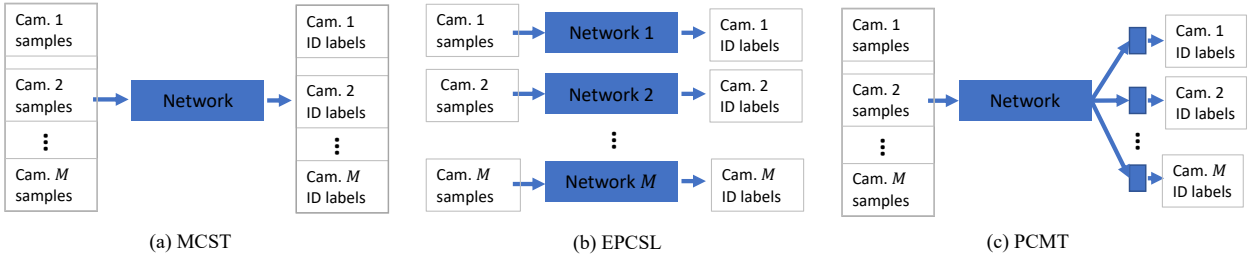 Cam. 1
samples
Cam. 2
samples
⋮
Cam. M
samples
Network
Cam. 1
ID labels
Cam. 2
ID labels
⋮
Cam. M
ID labels
(a) MCST
Cam. 1
samples
Network 1
Cam. 1
ID labels
Cam. 2
samples
Network 2
Cam. 2
ID labels
⋮
Cam. M
samples
Network M
Cam. M
ID labels
(b) EPCSL
Cam. 1
samples
Cam. 2
samples
⋮
Cam. M
samples
Network
Cam. 1
ID labels
Cam. 2
ID labels
⋮
Cam. M
ID labels
(c) PCMT